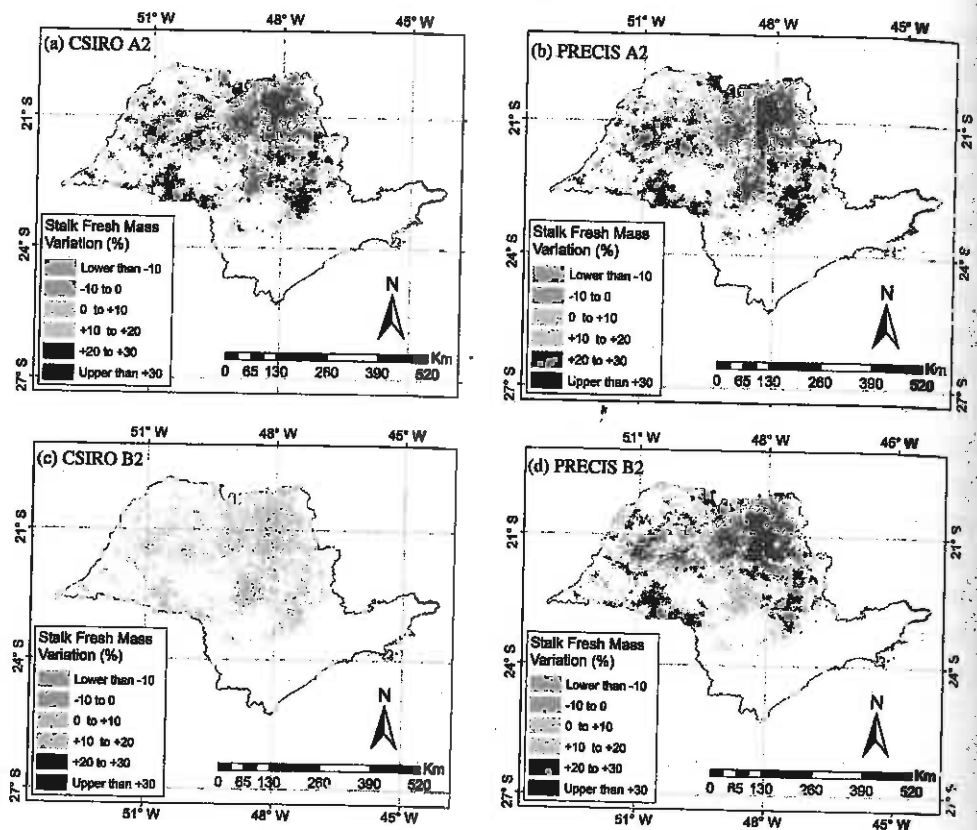 51° W 48° W 45° W
(a) CSIRO A2
21° S
24° S
27° S
Stalk Fresh Mass
Variation (%)
Lower than -10
-10 to 0
0 to +10
+10 to +20
+20 to +30
Upper than +30
N
0 65 130 260 390 520
Km
51° W 48° W 45° W
(b) PRECIS A2
21° S 21° S
24° S 24° S
27° S 27° S
Stalk Fresh Mass
Variation (%)
Lower than -10
-10 to 0
0 to +10
+10 to +20
+20 to +30
Upper than +30
N
0 65 130 260 390 520
Km
51° W 48° W 45° W
(c) CSIRO B2
21° S
24° S
27° S
Stalk Fresh Mass
Variation (%)
Lower than -10
-10 to 0
0 to +10
+10 to +20
+20 to +30
Upper than +30
N
0 65 130 260 390 520
Km
51° W 48° W 45° W
51° W 48° W 45° W
(d) PRECIS B2
21° S 21° S
24° S 24° S
27° S 27° S
Stalk Fresh Mass
Variation (%)
Lower than -10
-10 to 0
0 to +10
+10 to +20
+20 to +30
Upper than +30
N
0 65 130 260 390 520
Km
51° W 48° W 45° W